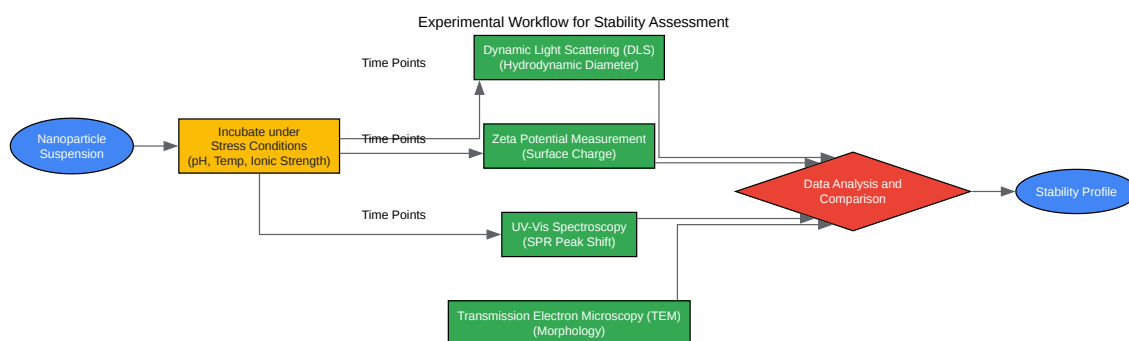 Experimental Workflow for Stability Assessment
Nanoparticle
Suspension
Incubate under
Stress Conditions
(pH, Temp, Ionic Strength)
Time Points
Time Points
Time Points
Dynamic Light Scattering (DLS)
(Hydrodynamic Diameter)
Zeta Potential Measurement
(Surface Charge)
UV-Vis Spectroscopy
(SPR Peak Shift)
Transmission Electron Microscopy (TEM)
(Morphology)
Data Analysis and
Comparison
Stability Profile